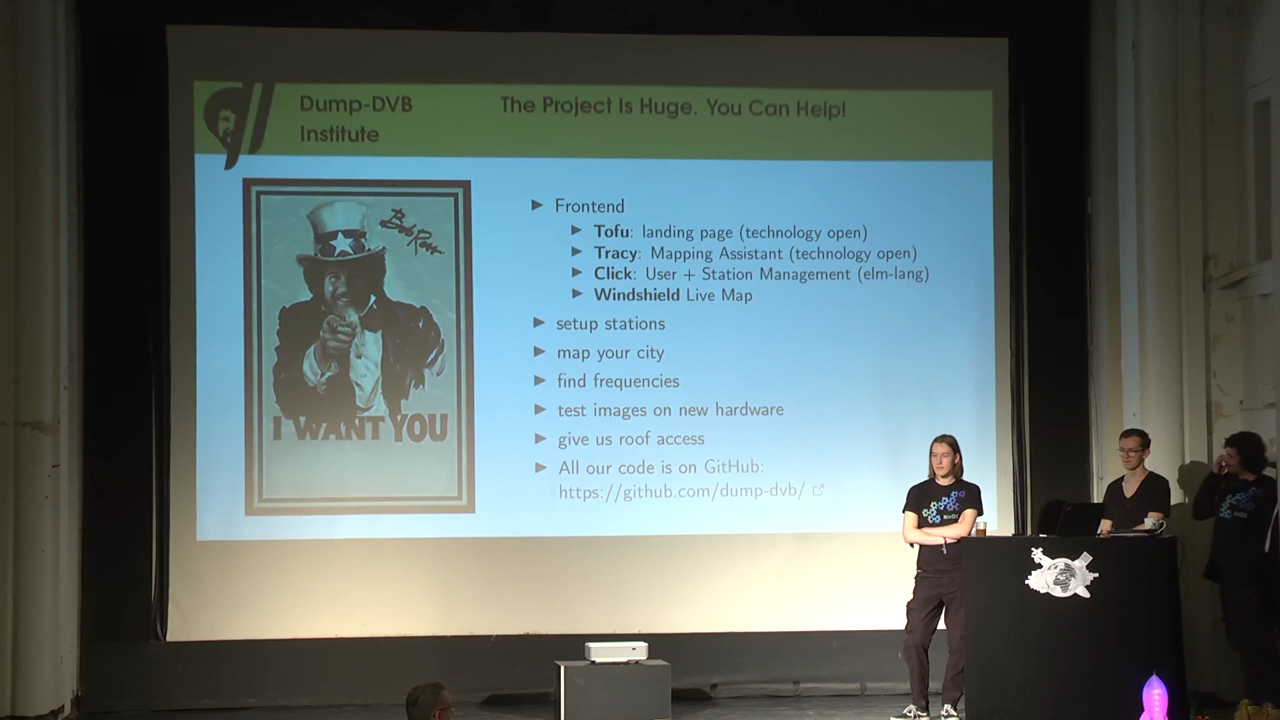 Dump-DVB
Institute
The Project Is Huge. You Can Help!
Bob Ross
I WANT YOU
Frontend
Tofu: landing page (technology open)
Tracy: Mapping Assistant (technology open)
Click: User + Station Management (elm-lang)
Windshield Live Map
setup stations
map your city
find frequencies
test images on new hardware
give us roof access
All our code is on GitHub:
https://github.com/dump-dvb/